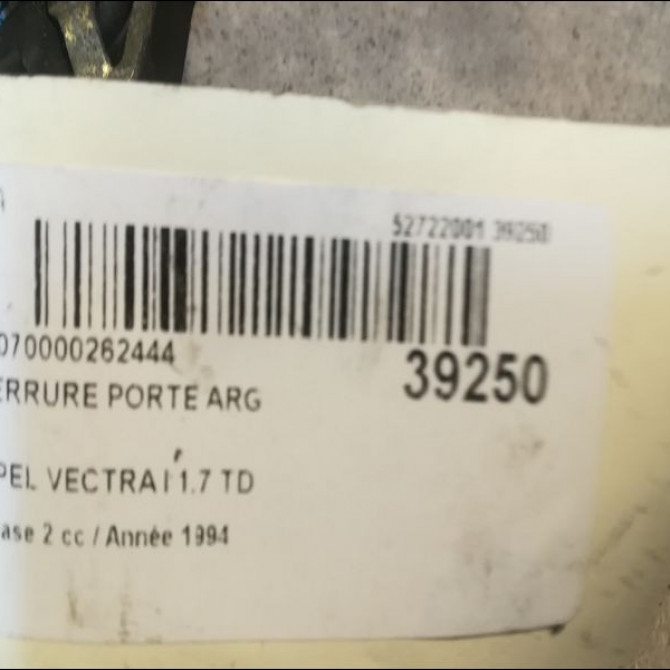 52722001 39250
070000262444
39250
ERRURE PORTE ARG
PEL VECTRA I 1.7 TD
ase 2 cc / Année 1994